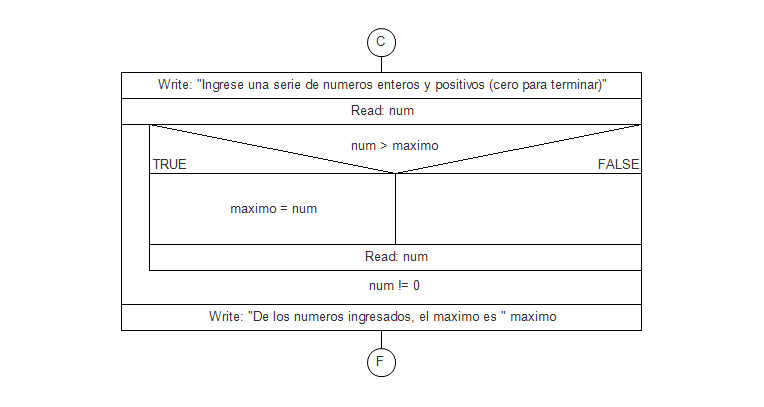 C
Write: "Ingrese una serie de numeros enteros y positivos (cero para terminar)"
Read: num
num > maximo
TRUE
FALSE
maximo = num
Read: num
num != 0
Write: "De los numeros ingresados, el maximo es " maximo
F